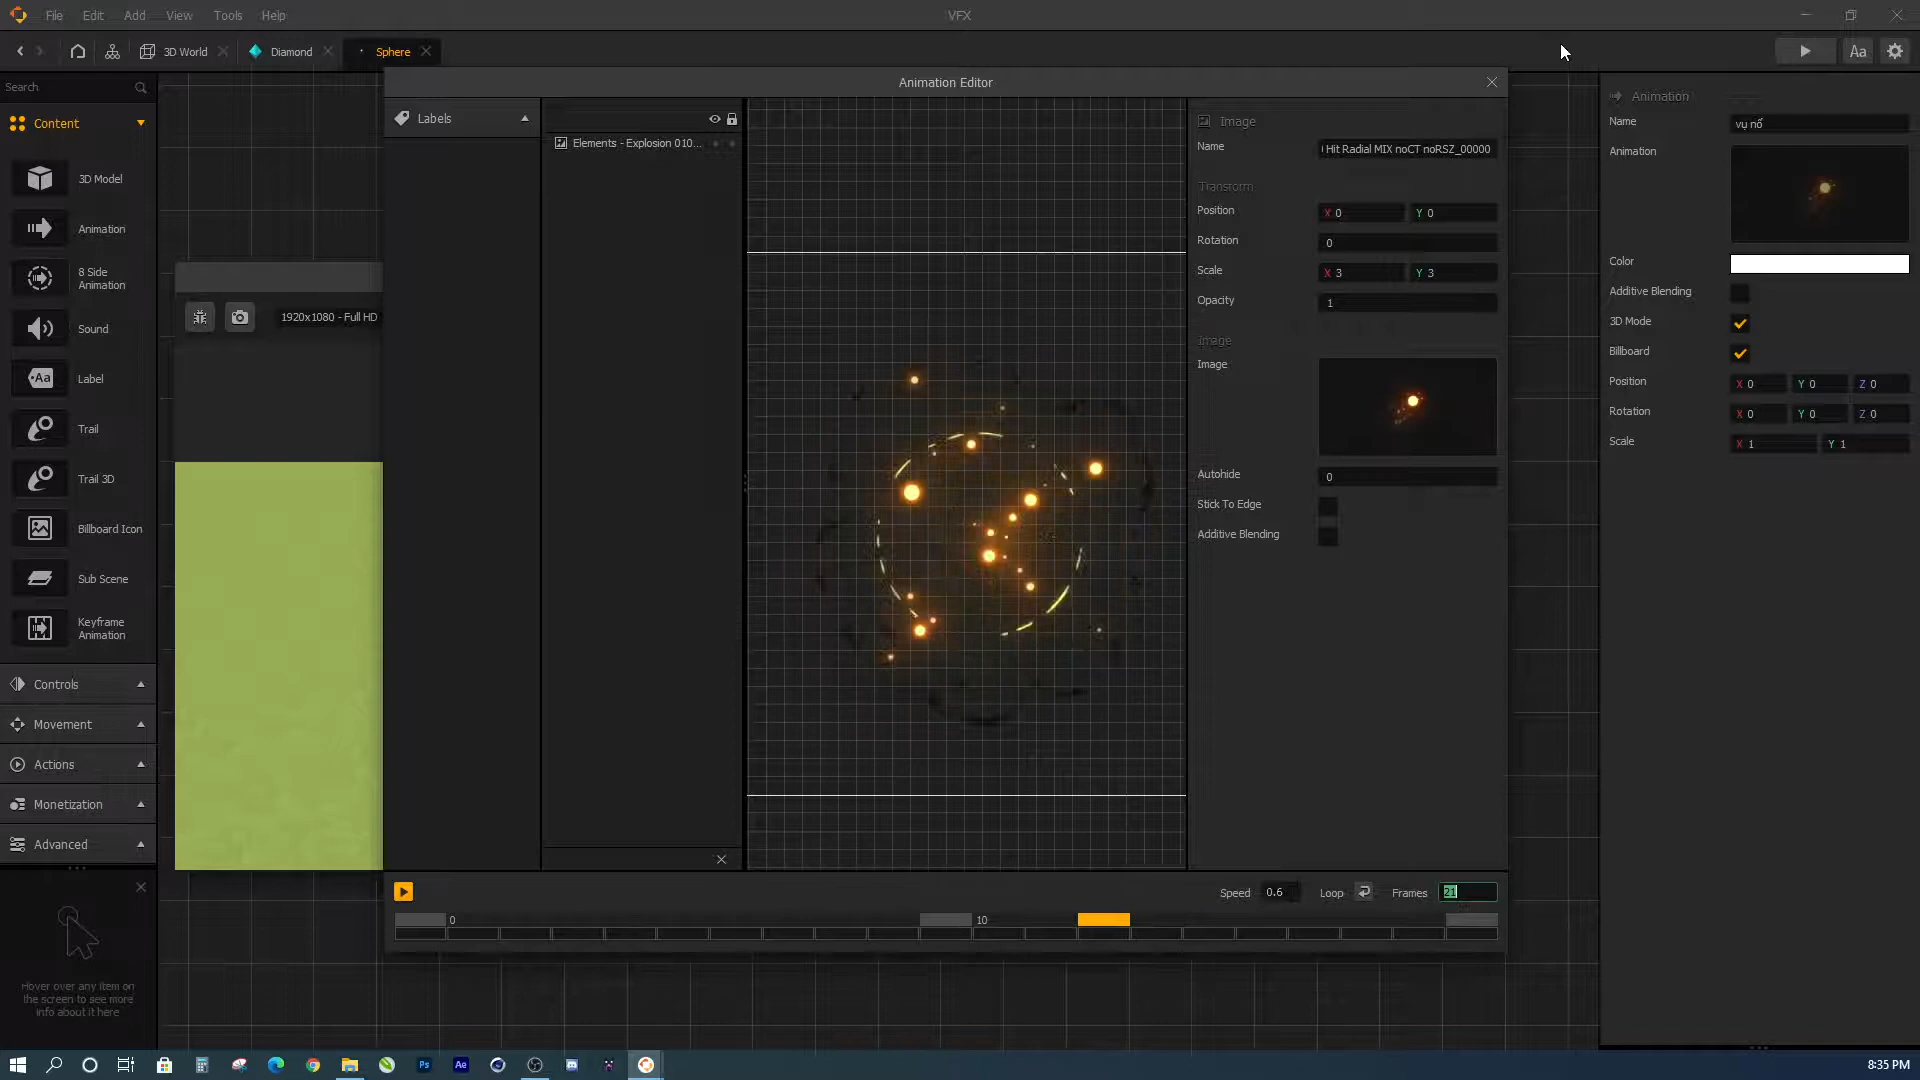 File Edit Add View Tools Help
VFX
3D World
Diamond
Sphere
Aa
Search
Content
3D Model
Animation
8 Side
Animation
Sound
Aa
Label
Trail
Trail 3D
Billboard Icon
Sub Scene
Keyframe
Animation
Controls
Movement
Actions
Monetization
Advanced
Hover over any item on
the screen to see more
info about it here
1920x1080 - Full HD
Animation Editor
Labels
Elements - Explosion 010...
Image
Name
Hit Radial MIX noCT noRSZ_00000
Transform
Position
X 0
Y 0
Rotation
0
Scale
X 3
Y 3
Opacity
1
Image
Image
Autohide
0
Stick To Edge
Additive Blending
Speed 0.6
Loop
Frames 21
0
10
Animation
Name
vụ nổ
Animation
Color
Additive Blending
3D Mode
Billboard
Position
X 0
Y 0
Z 0
Rotation
X 0
Y 0
Z 0
Scale
X 1
Y 1
Ps
Ae
8:35 PM